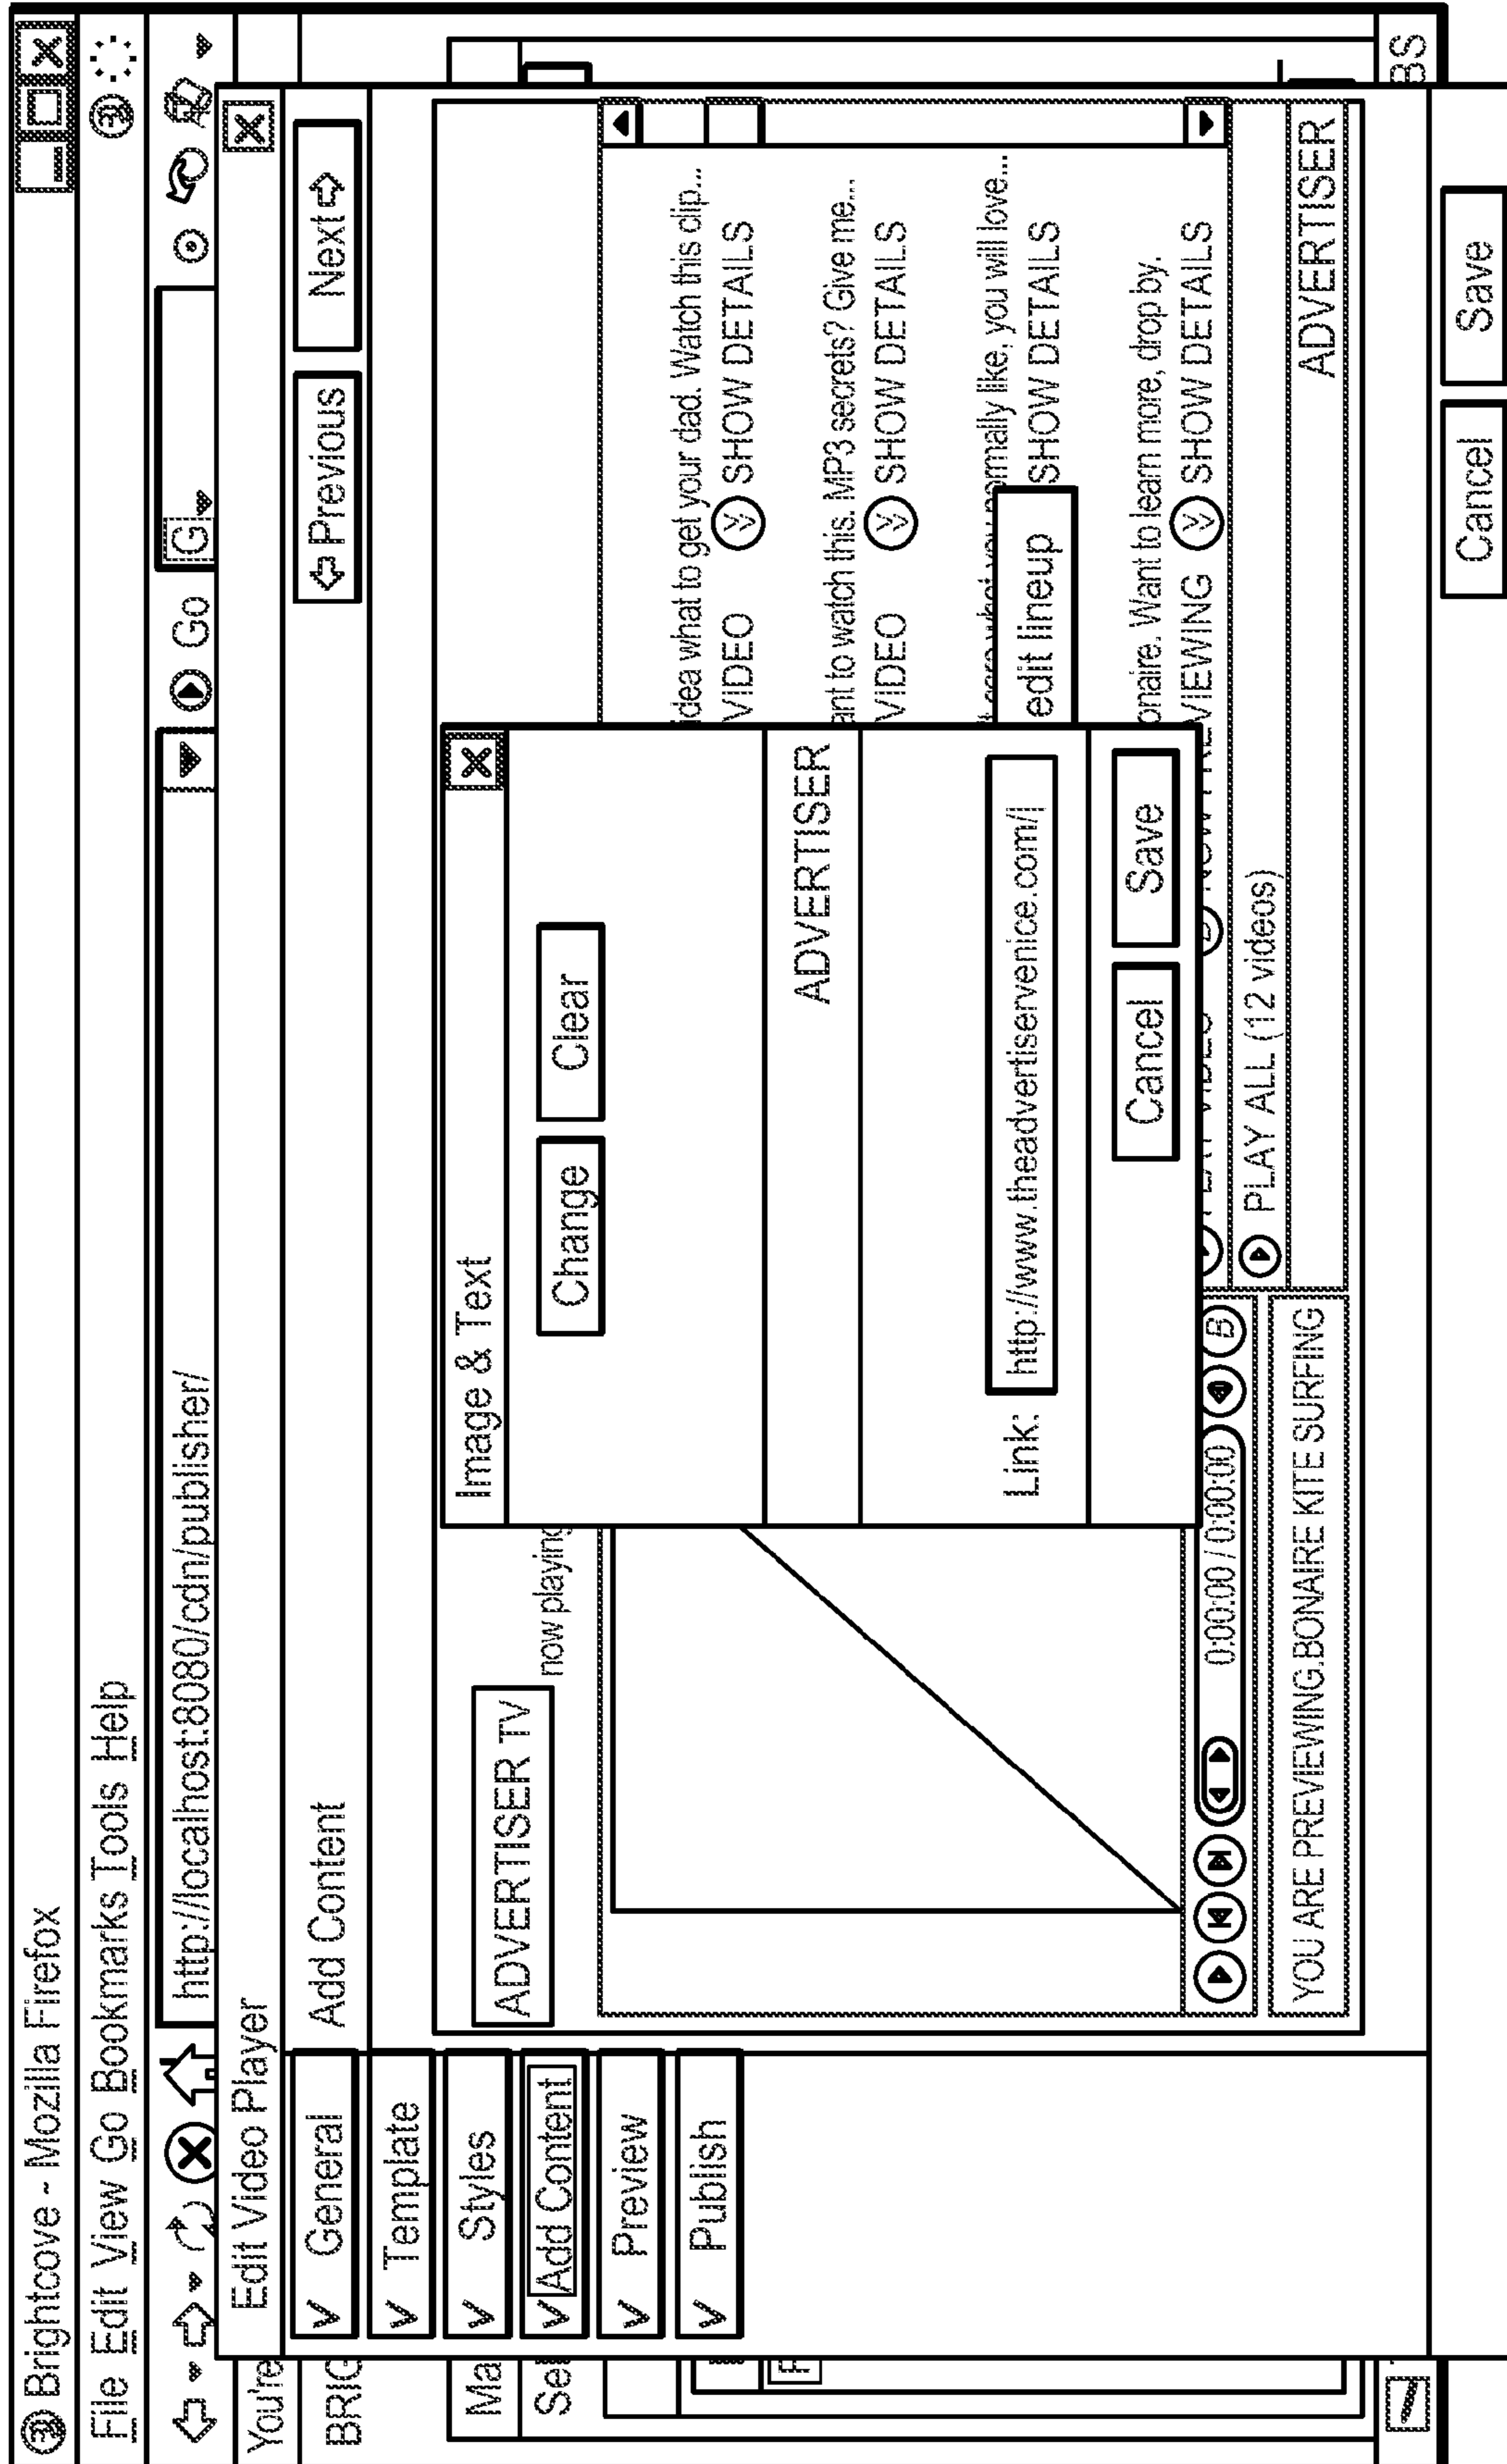 Brightcove - Mozilla Firefox
File Edit View Go Bookmarks Tools Help
http://localhost:8080/cdn/publisher/
Go
G
You're
Edit Video Player
BRIG
General
Add Content
Previous
Next
Template
Ma
Styles
ADVERTISER TV
Image & Text
Se
Add Content
now playing
Change
Clear
Preview
Publish
idea what to get your dad. Watch this clip...
VIDEO
SHOW DETAILS
ADVERTISER
ant to watch this. MP3 secrets? Give me...
VIDEO
SHOW DETAILS
what you normally like, you will love...
Link:
http://www.theadvertiservenice.com/
edit lineup
SHOW DETAILS
onaire. Want to learn more, drop by.
Cancel
Save
VIEWING
SHOW DETAILS
0:00:00 / 0:00:00
B
PLAY ALL (12 videos)
YOU ARE PREVIEWING.BONAIRE KITE SURFING
ADVERTISER
BS
Cancel
Save